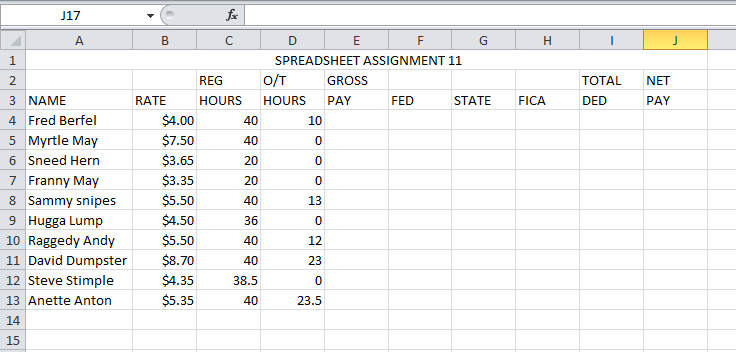 J17 fx
A B C D E F G H I J
1 SPREADSHEET ASSIGNMENT 11
2 REG O/T GROSS TOTAL NET
3 NAME RATE HOURS HOURS PAY FED STATE FICA DED PAY
4 Fred Berfel $4.00 40 10
5 Myrtle May $7.50 40 0
6 Sneed Hern $3.65 20 0
7 Franny May $3.35 20 0
8 Sammy snipes $5.50 40 13
9 Hugga Lump $4.50 36 0
10 Raggedy Andy $5.50 40 12
11 David Dumpster $8.70 40 23
12 Steve Stimple $4.35 38.5 0
13 Anette Anton $5.35 40 23.5
14
15